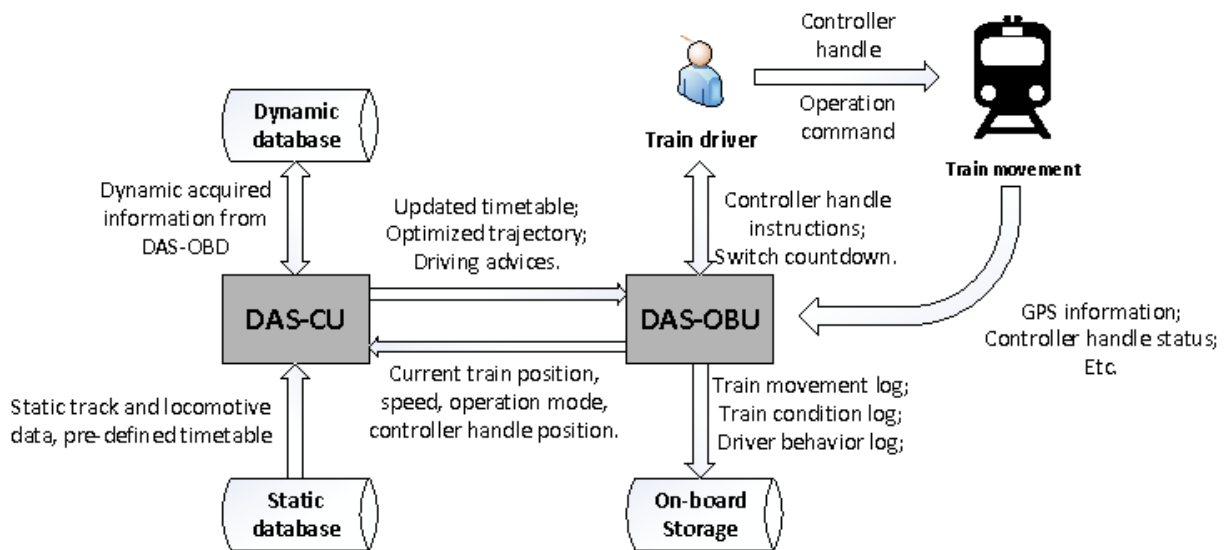 Controller
handle
Operation
command
Train driver
Train movement
Dynamic
database
Dynamic acquired
information from
DAS-OBD
Updated timetable;
Optimized trajectory;
Driving advices.
Controller handle
instructions;
Switch countdown.
DAS-CU
DAS-OBU
GPS information;
Controller handle status;
Etc.
Current train position,
speed, operation mode,
controller handle position.
Static track and locomotive
data, pre-defined timetable
Train movement log;
Train condition log;
Driver behavior log;
Static
database
On-board
Storage